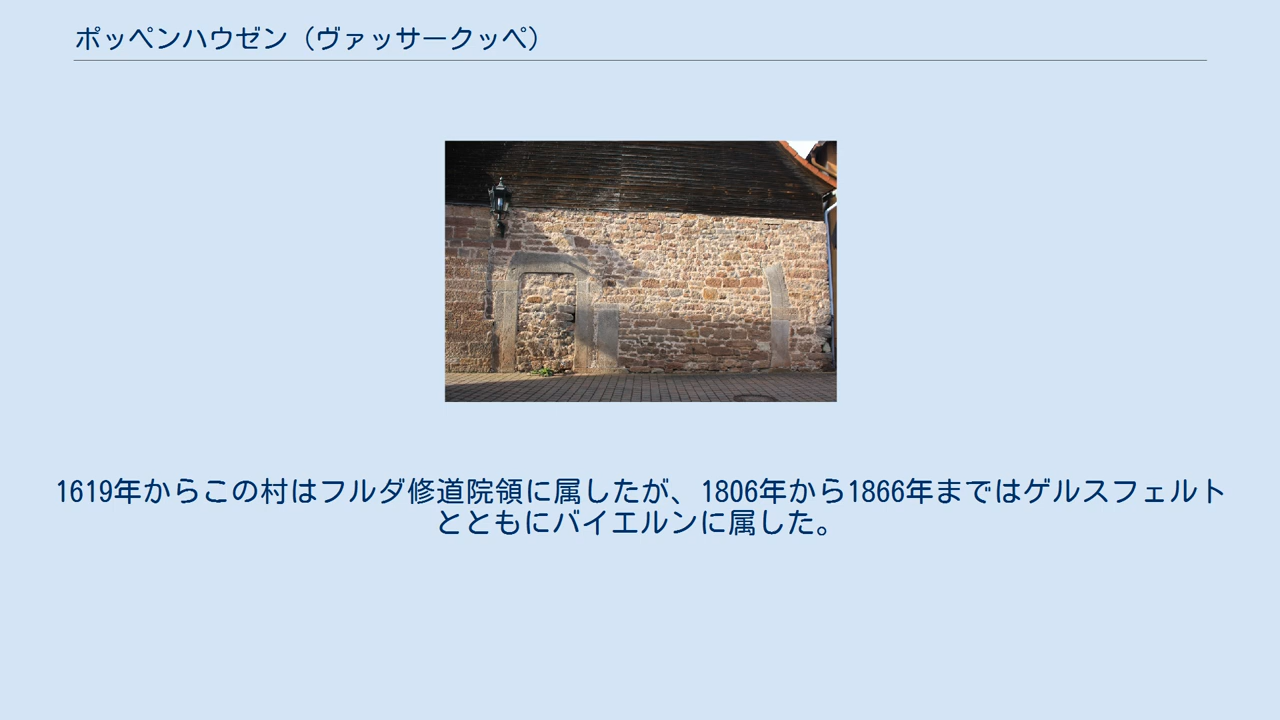 ポッペンハウゼン（ヴァッサークッペ）
1619年からこの村はフルダ修道院領に属したが、1806年から1866年まではゲルスフェルト
とともにバイエルンに属した。